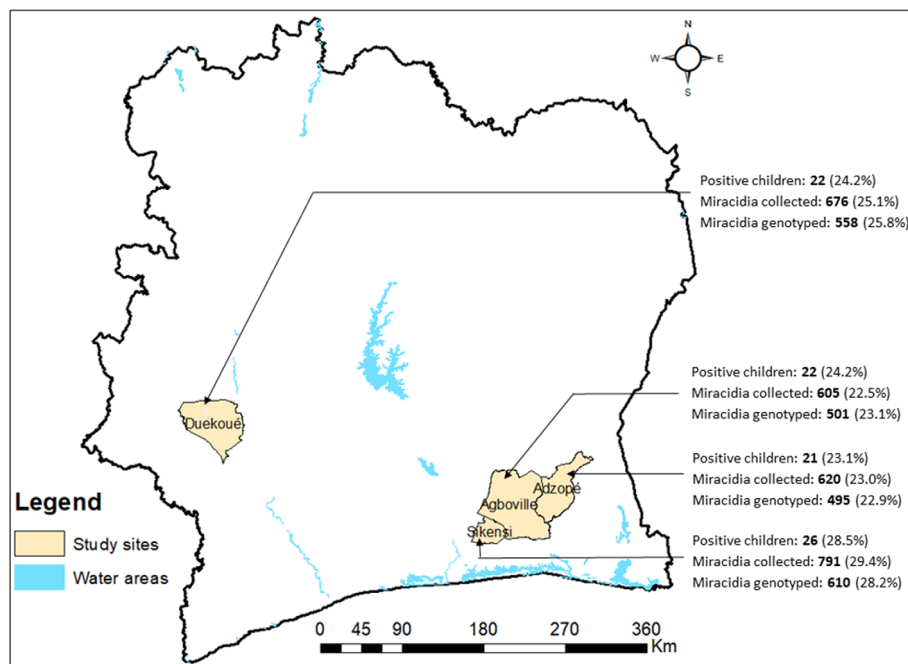 N
W E
S
Positive children: 22 (24.2%)
Miracidia collected: 676 (25.1%)
Miracidia genotyped: 558 (25.8%)
Positive children: 22 (24.2%)
Miracidia collected: 605 (22.5%)
Miracidia genotyped: 501 (23.1%)
Duekoué
Positive children: 21 (23.1%)
Miracidia collected: 620 (23.0%)
Miracidia genotyped: 495 (22.9%)
Adzopé
Agboville
Sikensi
Positive children: 26 (28.5%)
Miracidia collected: 791 (29.4%)
Miracidia genotyped: 610 (28.2%)
Legend
Study sites
Water areas
0 45 90 180 270 360
Km